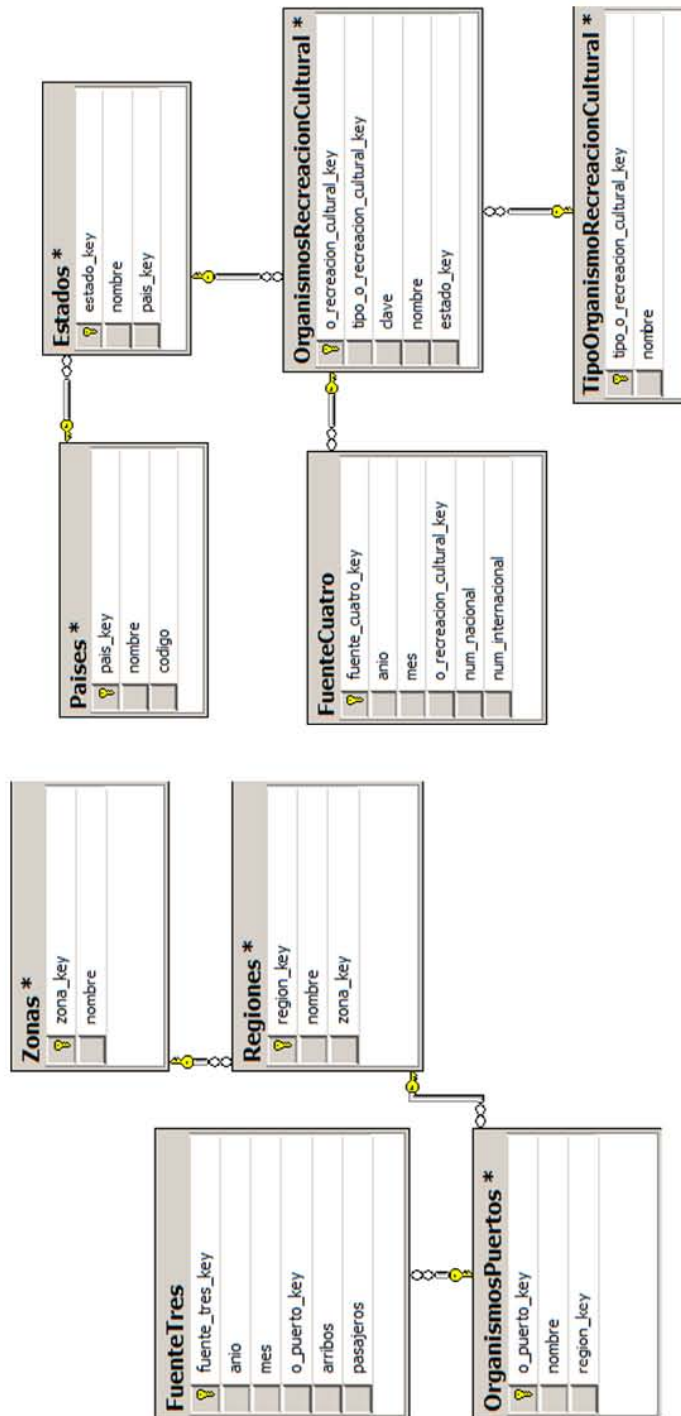 FuenteTres
fuente_tres_key
anio
mes
o_puerto_key
arribos
pasajeros
Zonas *
zona_key
nombre
Regiones *
region_key
nombre
zona_key
OrganismosPuertos *
o_puerto_key
nombre
region_key
Paises *
pais_key
nombre
codigo
Estados *
estado_key
nombre
pais_key
FuenteCuatro
fuente_cuatro_key
anio
mes
o_recreacion_cultural_key
num_nacional
num_internacional
OrganismosRecreacionCultural *
o_recreacion_cultural_key
tipo_o_recreacion_cultural_key
clave
nombre
estado_key
TipoOrganismoRecreacionCultural *
tipo_o_recreacion_cultural_key
nombre